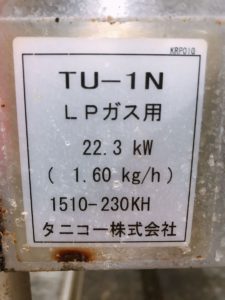 KRP01G
TU-1N
LPガス用
22.3 kW
( 1.60 kg/h )
1510-230KH
タニコー株式会社